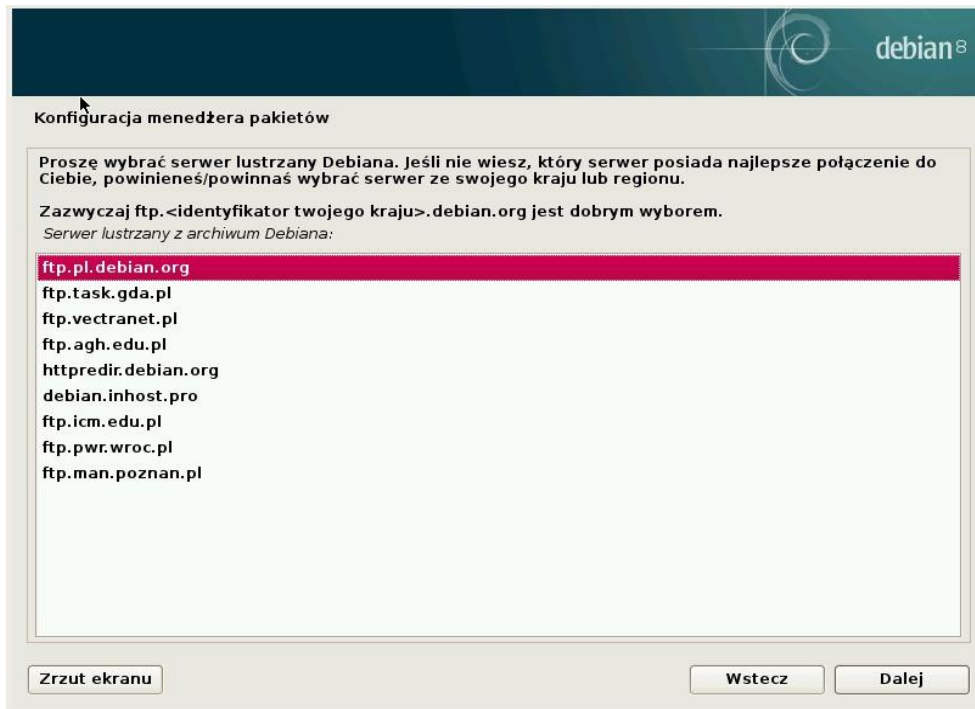 debian 8
Konfiguracja menedżera pakietów
Proszę wybrać serwer lustrzany Debiana. Jeśli nie wiesz, który serwer posiada najlepsze połączenie do
Ciebie, powinieneś/powinnaś wybrać serwer ze swojego kraju lub regionu.
Zazwyczaj ftp.<identyfikator twojego kraju>.debian.org jest dobrym wyborem.
Serwer lustrzany z archiwum Debiana:
ftp.pl.debian.org
ftp.task.gda.pl
ftp.vectranet.pl
ftp.agh.edu.pl
httpredir.debian.org
debian.inhost.pro
ftp.icm.edu.pl
ftp.pwr.wroc.pl
ftp.man.poznan.pl
Zrzut ekranu
Wstecz
Dalej